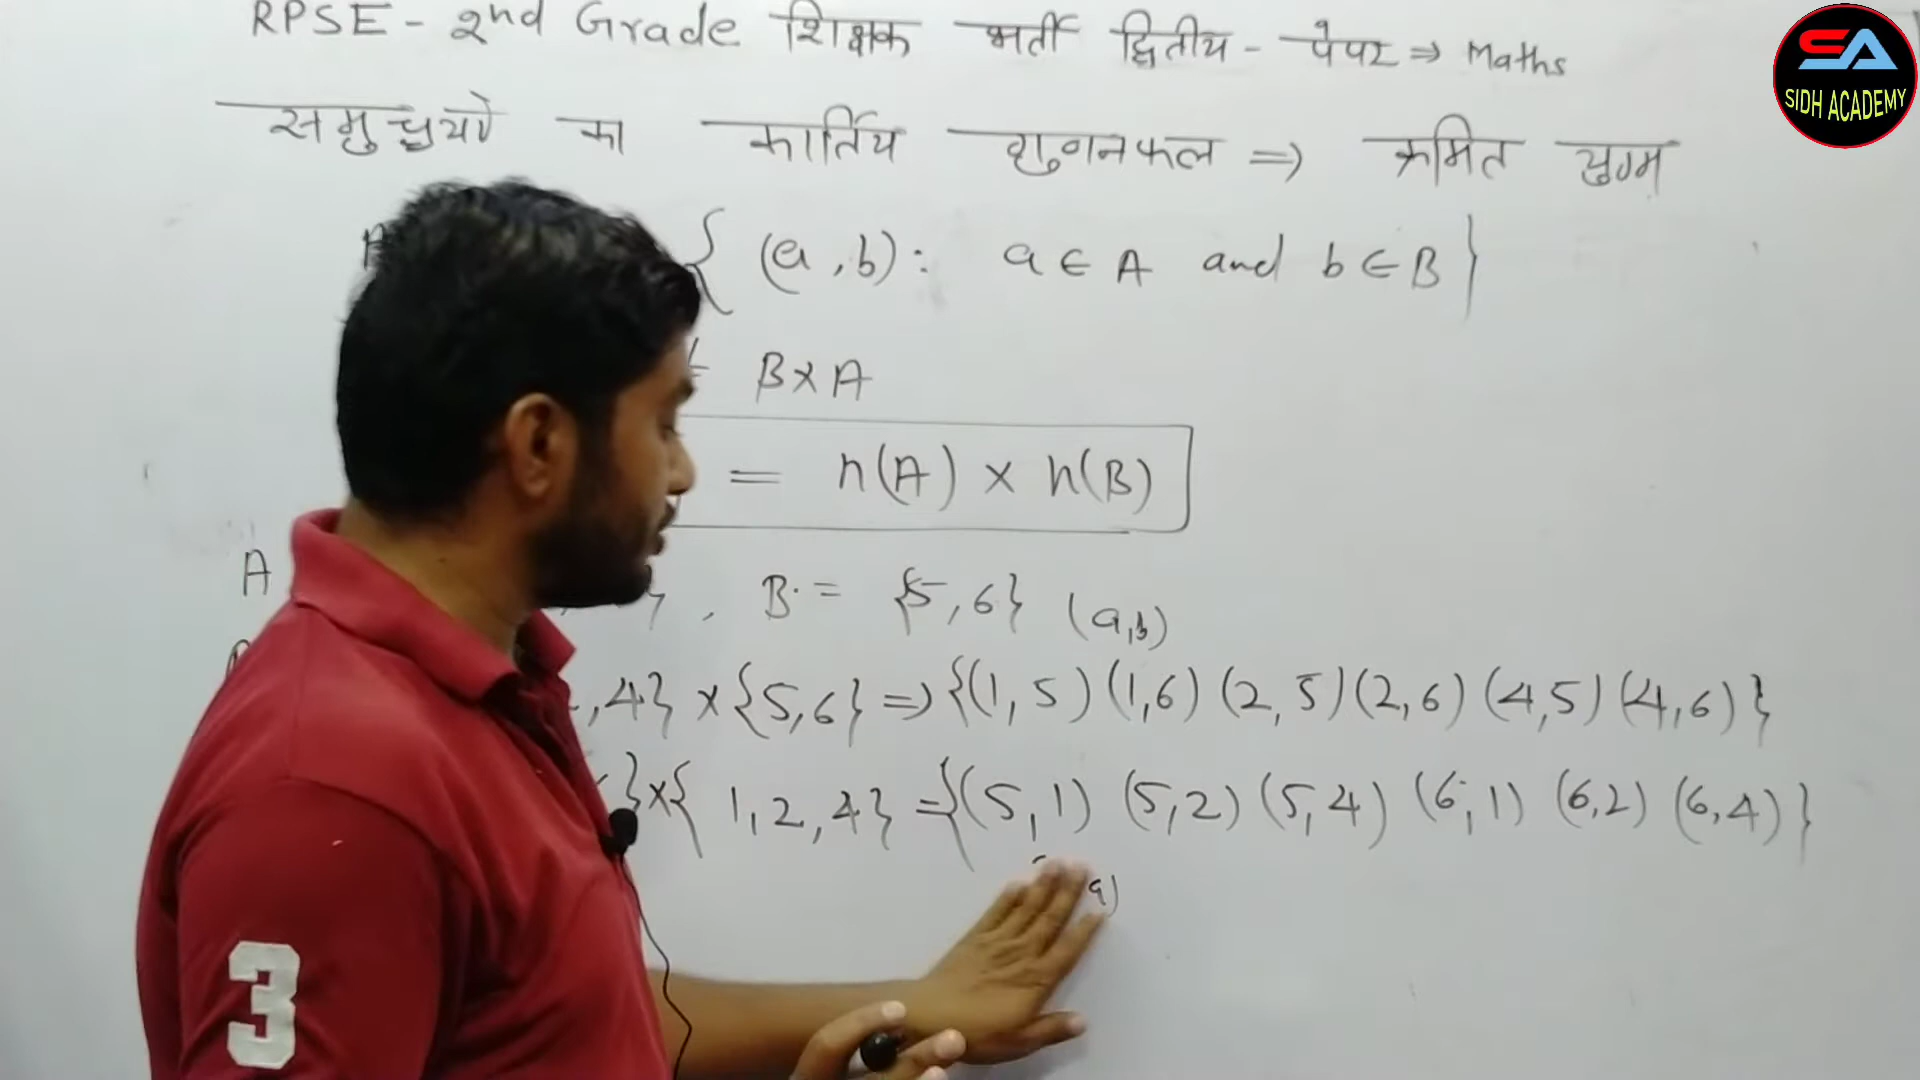 RPSE - 2nd Grade शिक्षक भर्ती द्वितीय - पेपर ⇒ Maths
SA
SIDH ACADEMY
समुच्चयो का कार्तिय गुणनफल ⇒ क्रमित युग्म
{ (a, b) : a ∈ A and b ∈ B }
B × A
= n(A) × n(B)
A } , B = {5, 6} (a,b)
,4} × {5,6} ⇒ {(1, 5) (1,6) (2, 5) (2, 6) (4,5) (4,6)}
} × { 1,2,4} = {(5,1) (5,2) (5,4) (6,1) (6,2) (6,4)}
a)
3